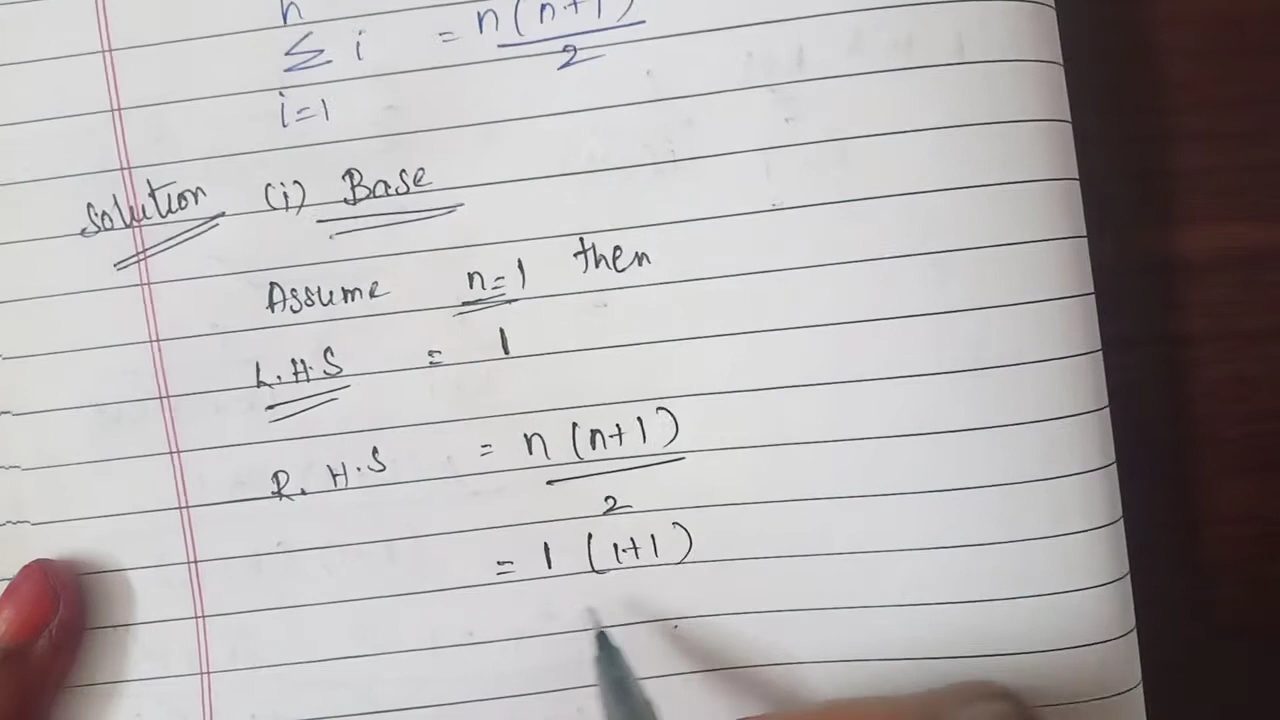 n
Σ i = n(n+1)
2
i=1
Solution (i) Base
Assume n=1 then
L.H.S = 1
R.H.S = n (n+1)
2
= 1 (1+1)